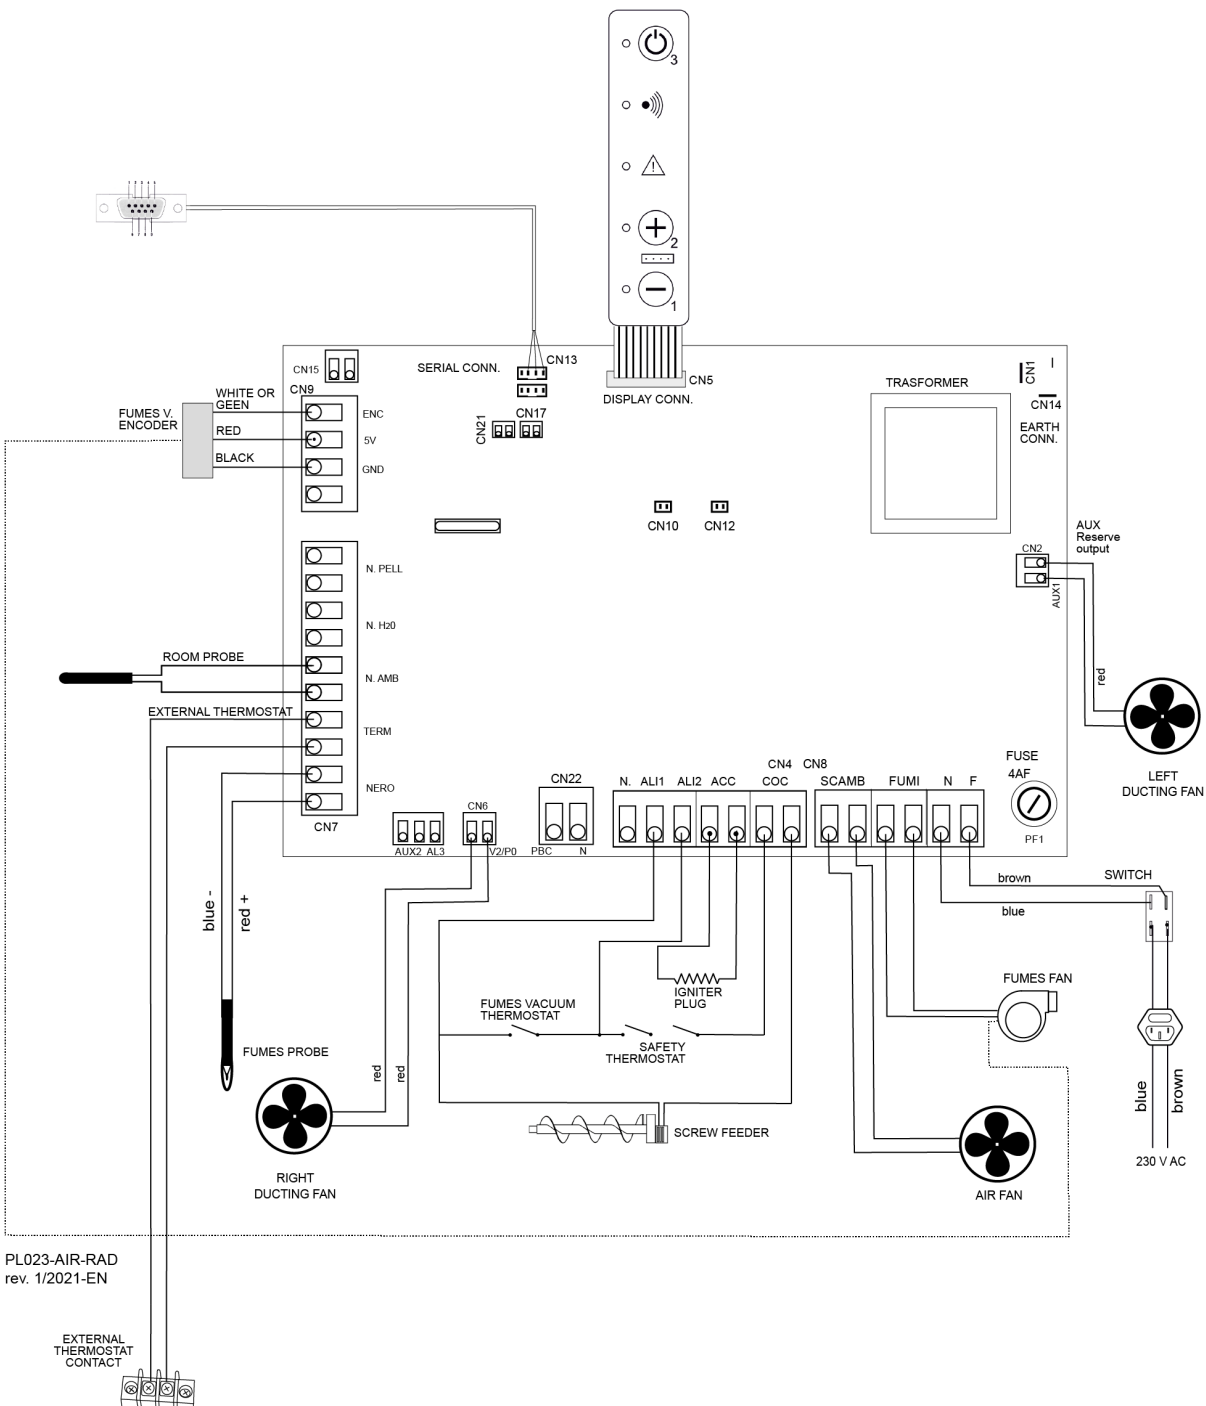 3
2
1
CN15
SERIAL CONN.
CN13
CN5
DISPLAY CONN.
CN17
CN21
TRASFORMER
CN1
CN14
EARTH
CONN.
CN9
WHITE OR
GEEN
FUMES V.
ENCODER
RED
BLACK
ENC
5V
GND
CN10
CN12
AUX
Reserve
output
CN2
AUX1
red
LEFT
DUCTING FAN
N. PELL
N. H20
ROOM PROBE
N. AMB
EXTERNAL THERMOSTAT
TERM
NERO
CN7
AUX2 AL3
CN6
V2/P0
CN22
PBC
N
CN4 CN8
N. ALI1 ALI2 ACC COC
SCAMB FUMI N F
FUSE
4AF
PF1
brown
blue
SWITCH
blue -
red +
FUMES PROBE
IGNITER
PLUG
FUMES VACUUM
THERMOSTAT
SAFETY
THERMOSTAT
FUMES FAN
red
red
SCREW FEEDER
RIGHT
DUCTING FAN
AIR FAN
blue
brown
230 V AC
PL023-AIR-RAD
rev. 1/2021-EN
EXTERNAL
THERMOSTAT
CONTACT